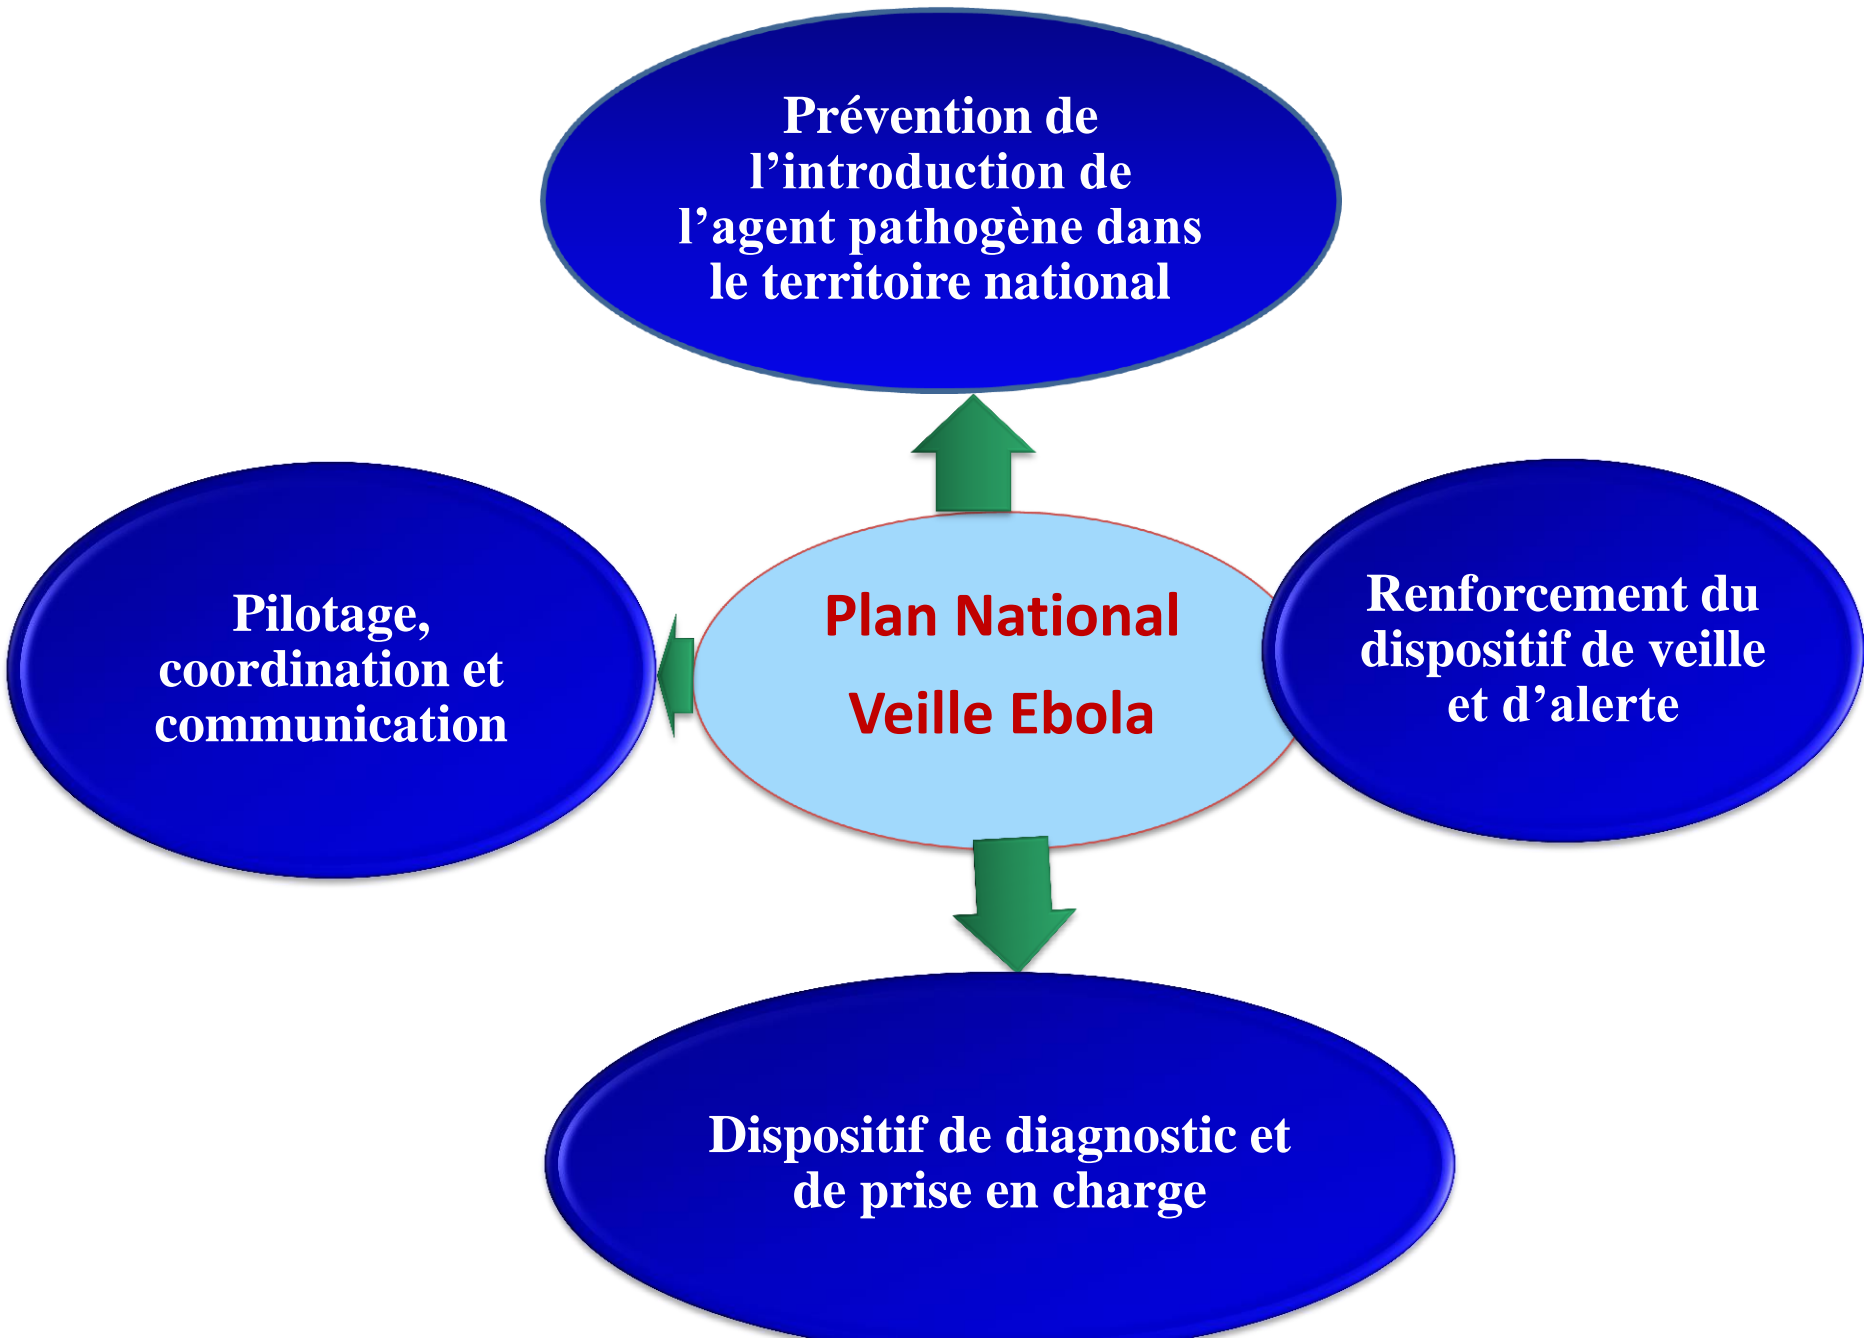 Prévention de
l’introduction de
l’agent pathogène dans
le territoire national
Pilotage,
coordination et
communication
Plan National
Veille Ebola
Renforcement du
dispositif de veille
et d’alerte
Dispositif de diagnostic et
de prise en charge